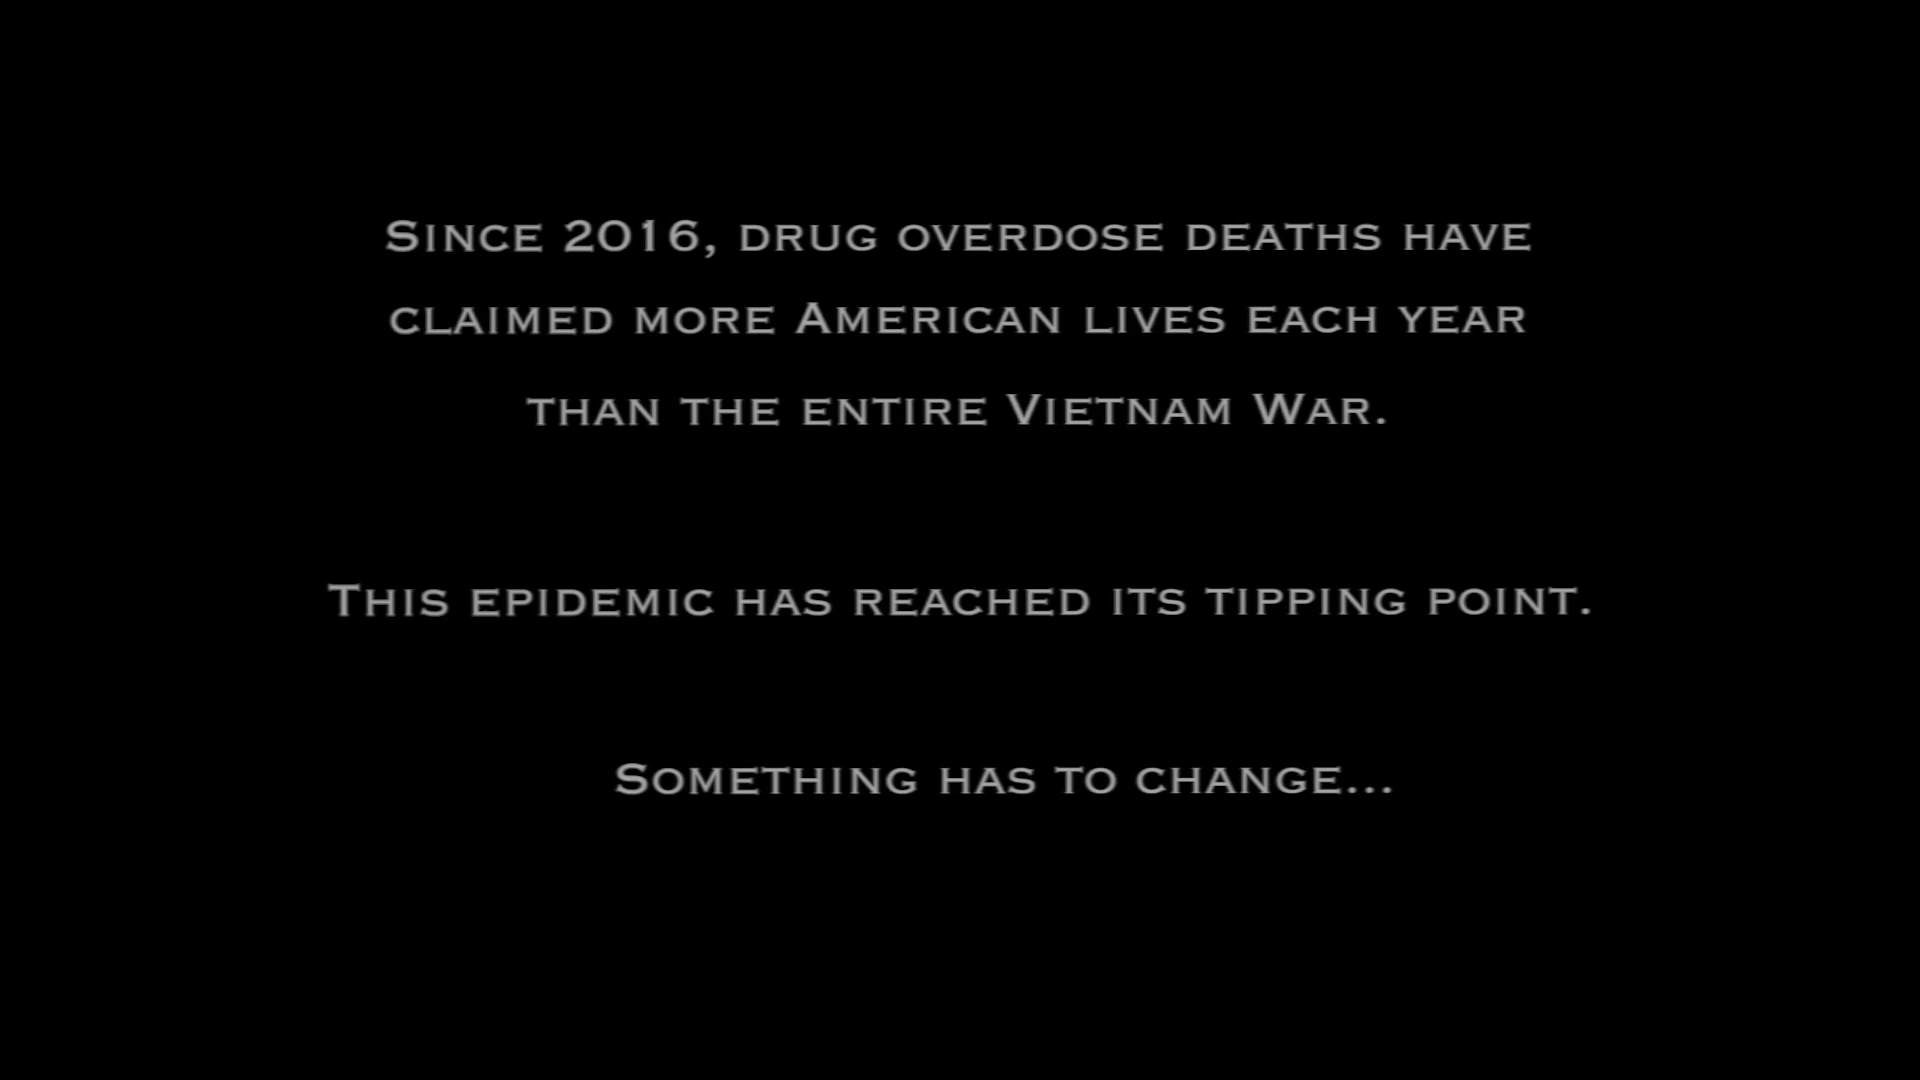 Since 2016, drug overdose deaths have
claimed more American lives each year
than the entire Vietnam War.
This epidemic has reached its tipping point.
Something has to change...